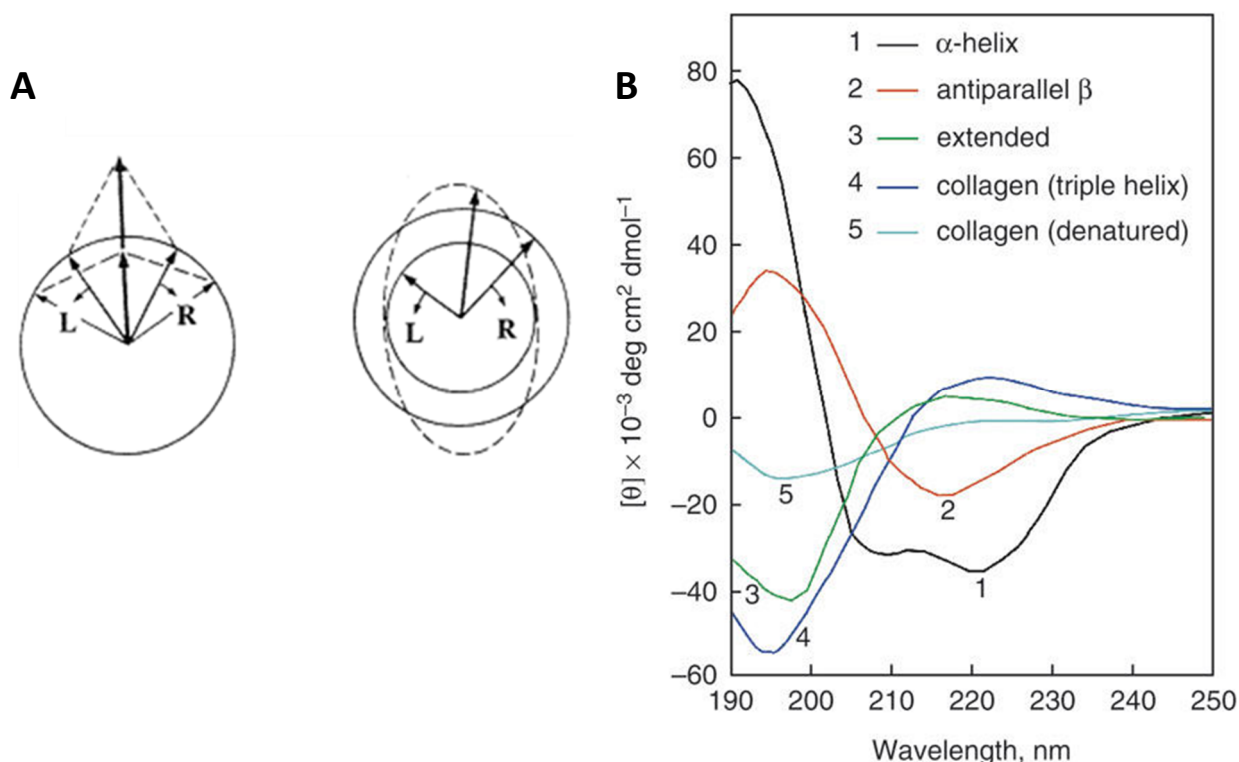 A
L
R
L
R
B
1 α-helix
2 antiparallel β
3 extended
4 collagen (triple helix)
5 collagen (denatured)
[θ] × 10⁻³ deg cm² dmol⁻¹
80
60
40
20
0
−20
−40
−60
5
2
3
1
4
190 200 210 220 230 240 250
Wavelength, nm